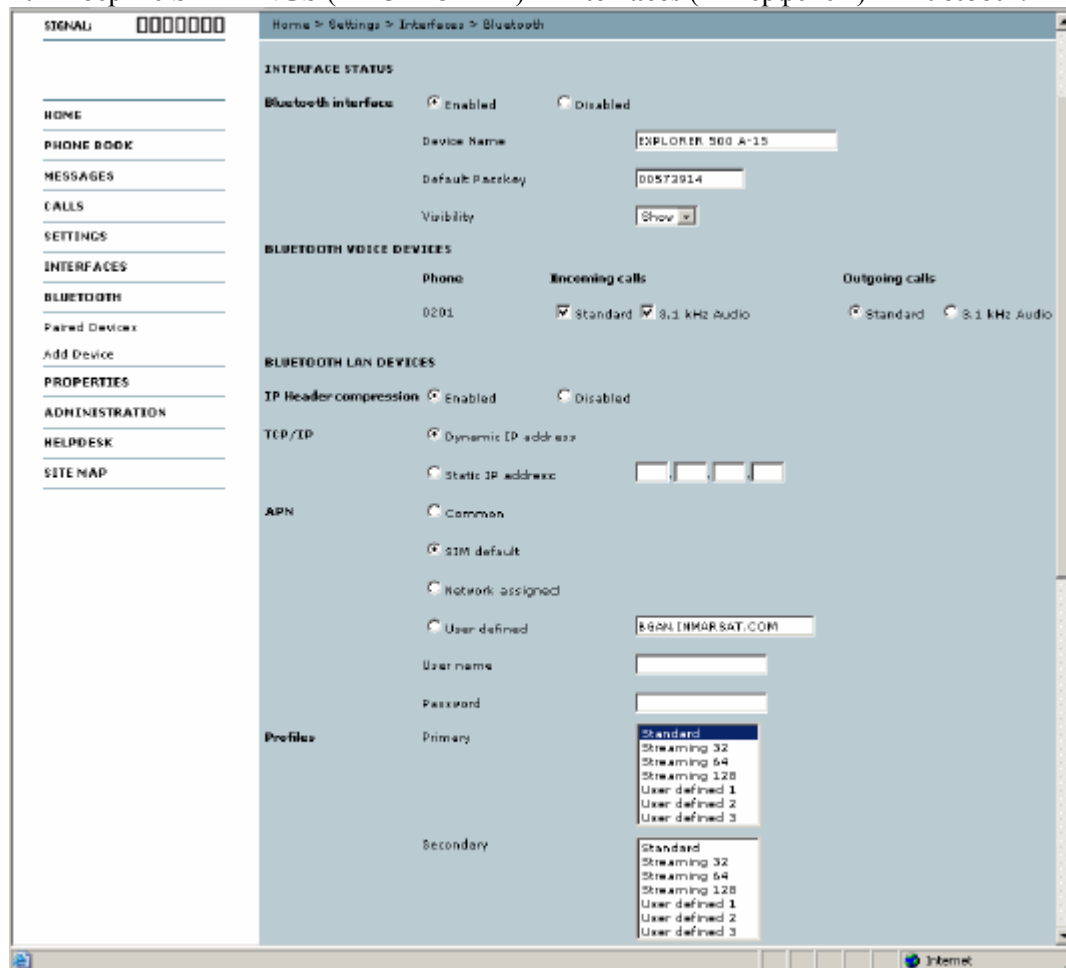 SIGNAL:
Home > Settings > Interfaces > Bluetooth
INTERFACE STATUS
Bluetooth interface Enabled Disabled
Device Name EXPLORER 500 A-15
Default Passkey 00573914
Visibility Show
BLUETOOTH VOICE DEVICES
Phone Incoming calls Outgoing calls
0201 Standard 3.1 kHz Audio Standard 3.1 kHz Audio
BLUETOOTH LAN DEVICES
IP Header compression Enabled Disabled
TCP/IP Dynamic IP address
Static IP address . . .
APN Common
SIM default
Network assigned
User defined BGAN.INMARSAT.COM
User name
Password
Profiles Primary
Standard
Streaming 32
Streaming 64
Streaming 128
User defined 1
User defined 2
User defined 3
Secondary
Standard
Streaming 32
Streaming 64
Streaming 128
User defined 1
User defined 2
User defined 3
HOME
PHONE BOOK
MESSAGES
CALLS
SETTINGS
INTERFACES
BLUETOOTH
Paired Devices
Add Device
PROPERTIES
ADMINISTRATION
HELPDESK
SITE MAP
Internet